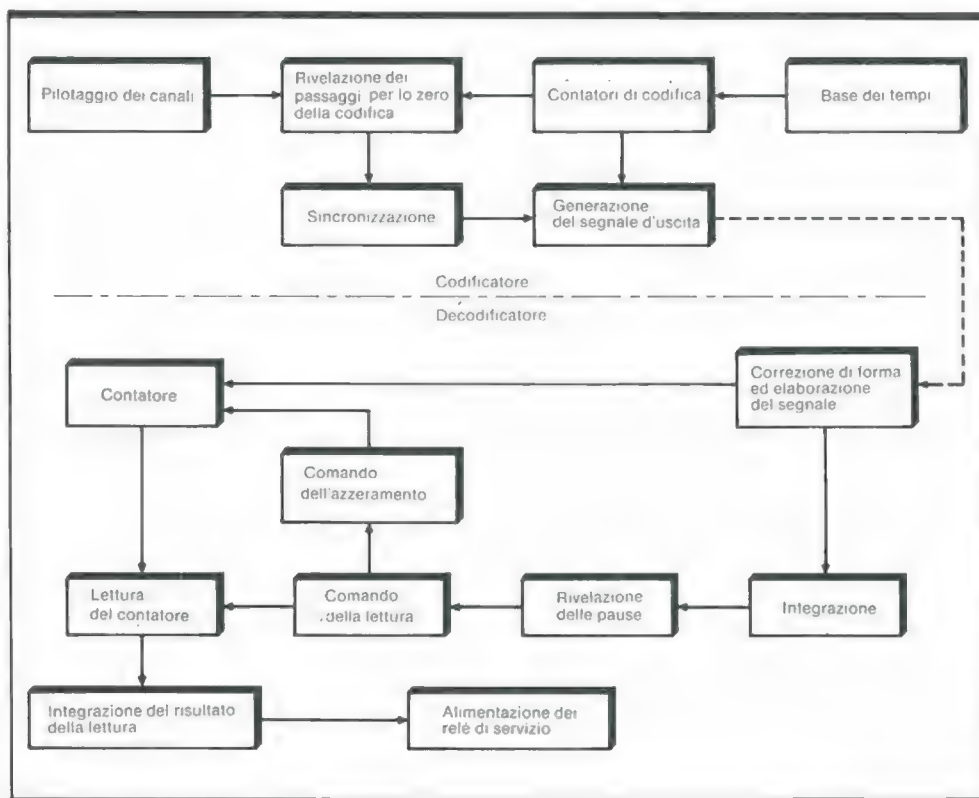 Pilotaggio dei canali
Rivelazione dei
passaggi per lo zero
della codifica
Contatori di codifica
Base dei tempi
Sincronizzazione
Generazione
del segnale d'uscita
Codificatore
Decodificatore
Contatore
Correzione di forma
ed elaborazione
del segnale
Comando
dell'azzeramento
Lettura
del contatore
Comando
della lettura
Rivelazione
delle pause
Integrazione
Integrazione del risultato
della lettura
Alimentazione dei
relè di servizio